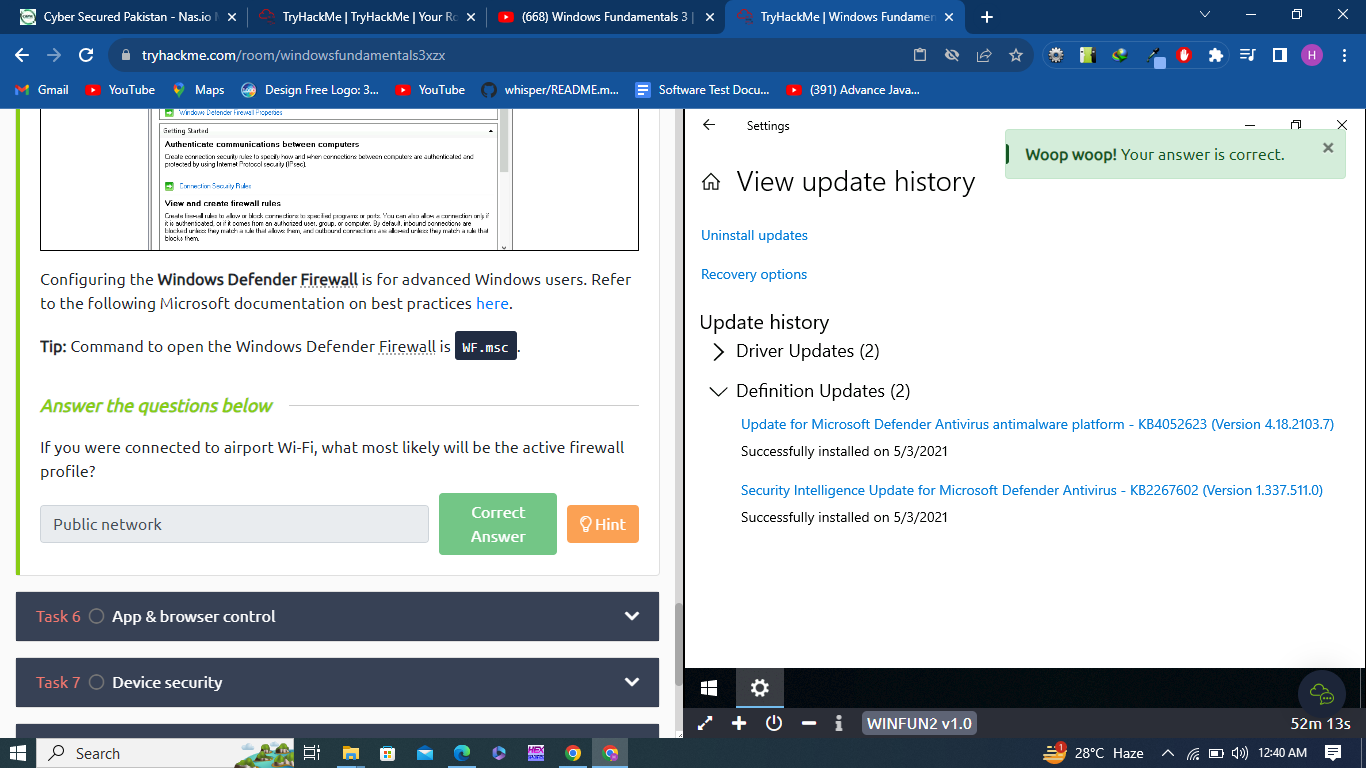 Cyber Secured Pakistan - Nas.io
TryHackMe | TryHackMe | Your Ro
(668) Windows Fundamentals 3 |
TryHackMe | Windows Fundamen
tryhackme.com/room/windowsfundamentals3xzx
H
Gmail
YouTube
Maps
Design Free Logo: 3...
YouTube
whisper/README.m...
Software Test Docu...
(391) Advance Java...
Windows Defender Firewall Properties
Getting Started
Authenticate communications between computers
Create connection security rules to specify how and when connections between computers are authenticated and
protected by using Internet Protocol security (IPsec).
Connection Security Rules
View and create firewall rules
Create firewall rules to allow or block connections to specified programs or ports. You can also allow a connection only if
it is authenticated, or if it comes from an authorized user, group, or computer. By default, inbound connections are
blocked unless they match a rule that allows them, and outbound connections are allowed unless they match a rule that
blocks them.
Configuring the Windows Defender Firewall is for advanced Windows users. Refer
to the following Microsoft documentation on best practices here.
Tip: Command to open the Windows Defender Firewall is WF.msc.
Answer the questions below
If you were connected to airport Wi-Fi, what most likely will be the active firewall
profile?
Public network
Correct
Answer
Hint
Task 6 App & browser control
Task 7 Device security
Settings
Woop woop! Your answer is correct.
View update history
Uninstall updates
Recovery options
Update history
Driver Updates (2)
Definition Updates (2)
Update for Microsoft Defender Antivirus antimalware platform - KB4052623 (Version 4.18.2103.7)
Successfully installed on 5/3/2021
Security Intelligence Update for Microsoft Defender Antivirus - KB2267602 (Version 1.337.511.0)
Successfully installed on 5/3/2021
WINFUN2 v1.0
52m 13s
Search
HEX
1
28°C Haze
12:40 AM